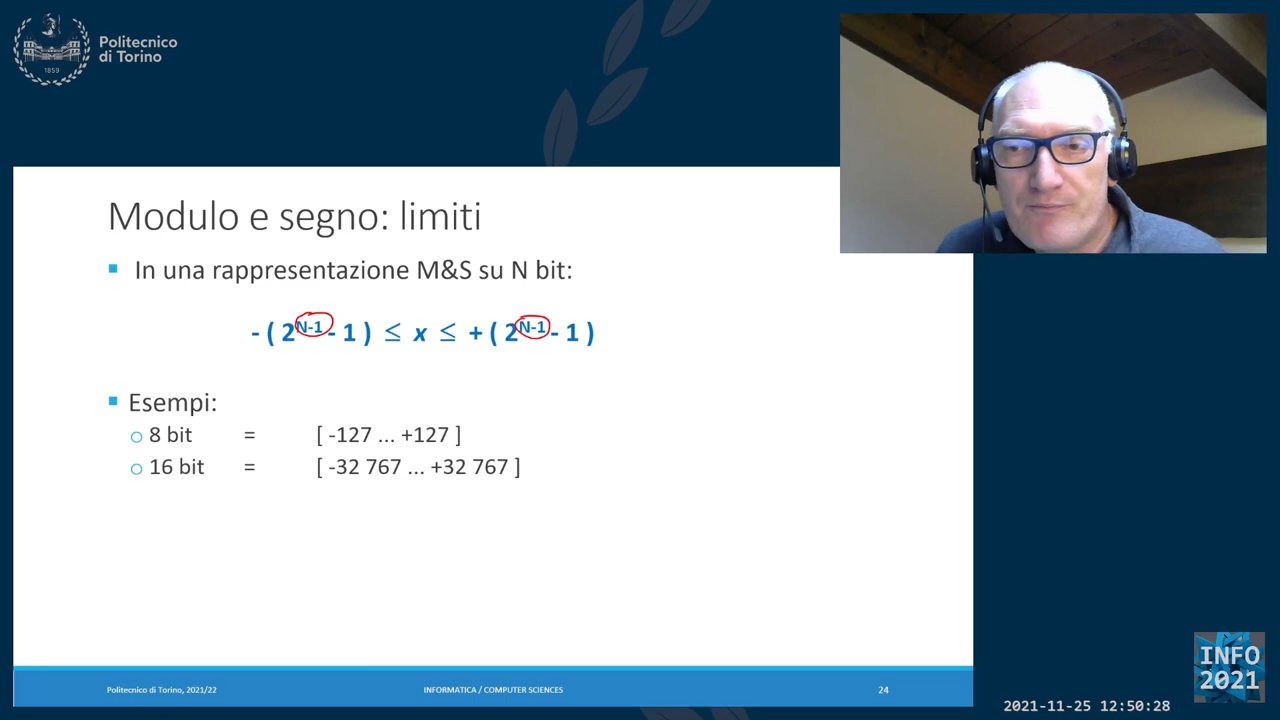 Politecnico
di Torino
1859
Modulo e segno: limiti
In una rappresentazione M&S su N bit:
- ( 2^N-1 - 1 ) ≤ x ≤ + ( 2^N-1 - 1 )
Esempi:
8 bit = [ -127 ... +127 ]
16 bit = [ -32 767 ... +32 767 ]
Politecnico di Torino, 2021/22 INFORMATICA / COMPUTER SCIENCES 24
INFO
2021
2021-11-25 12:50:28